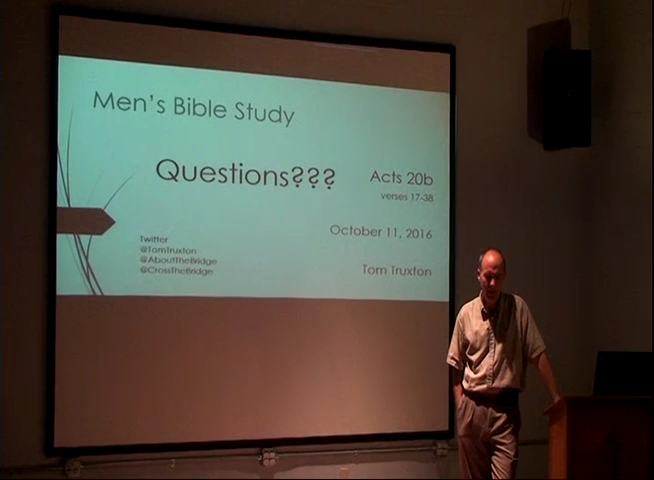 Men's Bible Study
Questions???
Acts 20b
verses 17-38
October 11, 2016
Tom Truxton
Twitter
@TomTruxton
@AboutTheBridge
@CrossTheBridge